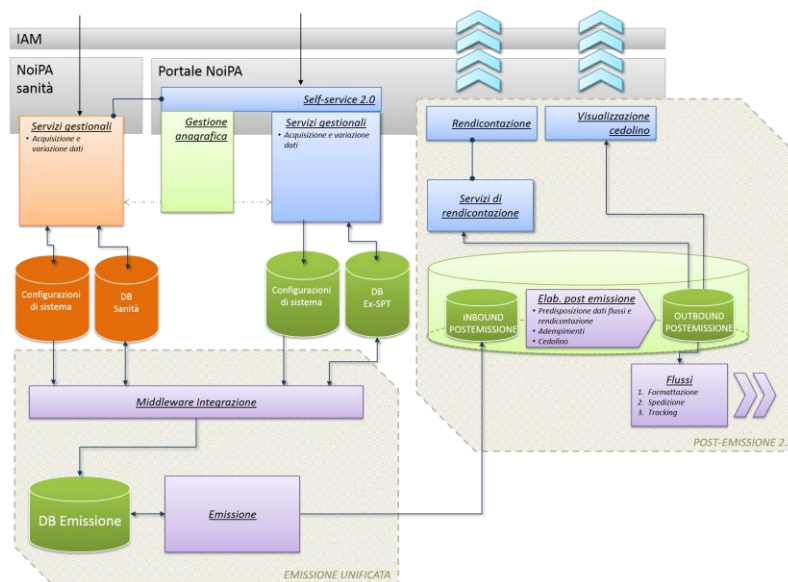 IAM
NoiPA
sanità
Portale NoiPA
Self-service 2.0
Servizi gestionali
• Acquisizione e
variazione dati
Gestione
anagrafica
Servizi gestionali
• Acquisizione e
variazione dati
Rendicontazione
Visualizzazione
cedolino
Servizi di
rendicontazione
Configurazioni
di sistema
DB
Sanità
Configurazioni
di sistema
DB
Ex-SPT
INBOUND
POSTEMISSIONE
Elab. post emissione
• Predisposizione dati flussi e
rendicontazione
• Adempimenti
• Cedolino
OUTBOUND
POSTEMISSIONE
Flussi
1. Formattazione
2. Spedizione
3. Tracking
POST-EMISSIONE 2.
Middleware Integrazione
DB Emissione
Emissione
EMISSIONE UNIFICATA